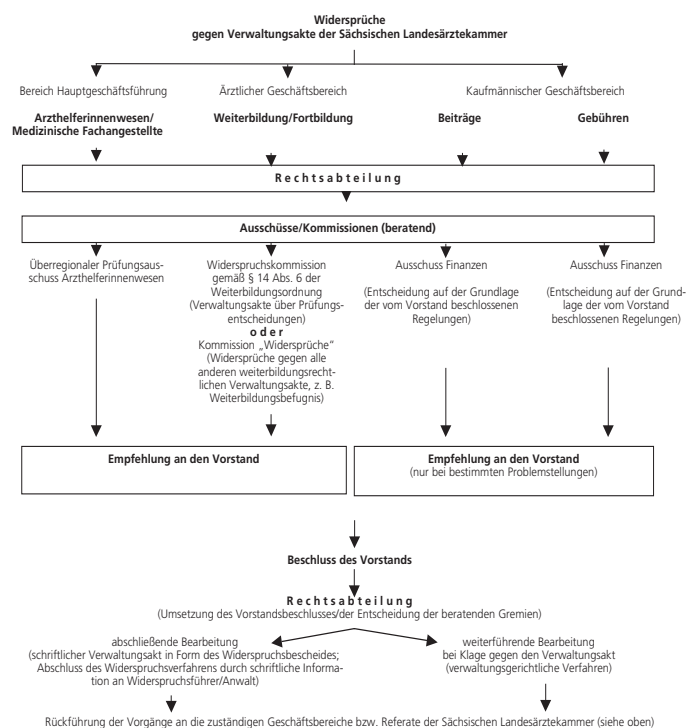 Widersprüche
gegen Verwaltungsakte der Sächsischen Landesärztekammer
Bereich Hauptgeschäftsführung
Ärztlicher Geschäftsbereich
Kaufmännischer Geschäftsbereich
Arzthelferinnenwesen/
Medizinische Fachangestellte
Weiterbildung/Fortbildung
Beiträge
Gebühren
Rechtsabteilung
Ausschüsse/Kommissionen (beratend)
Überregionaler Prüfungsaus-
schuss Arzthelferinnenwesen
Widerspruchskommission
gemäß § 14 Abs. 6 der
Weiterbildungsordnung
(Verwaltungsakte über Prüfungs-
entscheidungen)
oder
Kommission „Widersprüche“
(Widersprüche gegen alle
anderen weiterbildungsrecht-
lichen Verwaltungsakte, z. B.
Weiterbildungsbefugnis)
Ausschuss Finanzen
(Entscheidung auf der Grundlage
der vom Vorstand beschlossenen
Regelungen)
Ausschuss Finanzen
(Entscheidung auf der Grund-
lage der vom Vorstand
beschlossenen Regelungen)
Empfehlung an den Vorstand
Empfehlung an den Vorstand
(nur bei bestimmten Problemstellungen)
Beschluss des Vorstands
Rechtsabteilung
(Umsetzung des Vorstandsbeschlusses/der Entscheidung der beratenden Gremien)
abschließende Bearbeitung
(schriftlicher Verwaltungsakt in Form des Widerspruchsbescheides;
Abschluss des Widerspruchsverfahrens durch schriftliche Informa-
tion an Widerspruchsführer/Anwalt)
weiterführende Bearbeitung
bei Klage gegen den Verwaltungsakt
(verwaltungsgerichtliche Verfahren)
Rückführung der Vorgänge an die zuständigen Geschäftsbereiche bzw. Referate der Sächsischen Landesärztekammer (siehe oben)